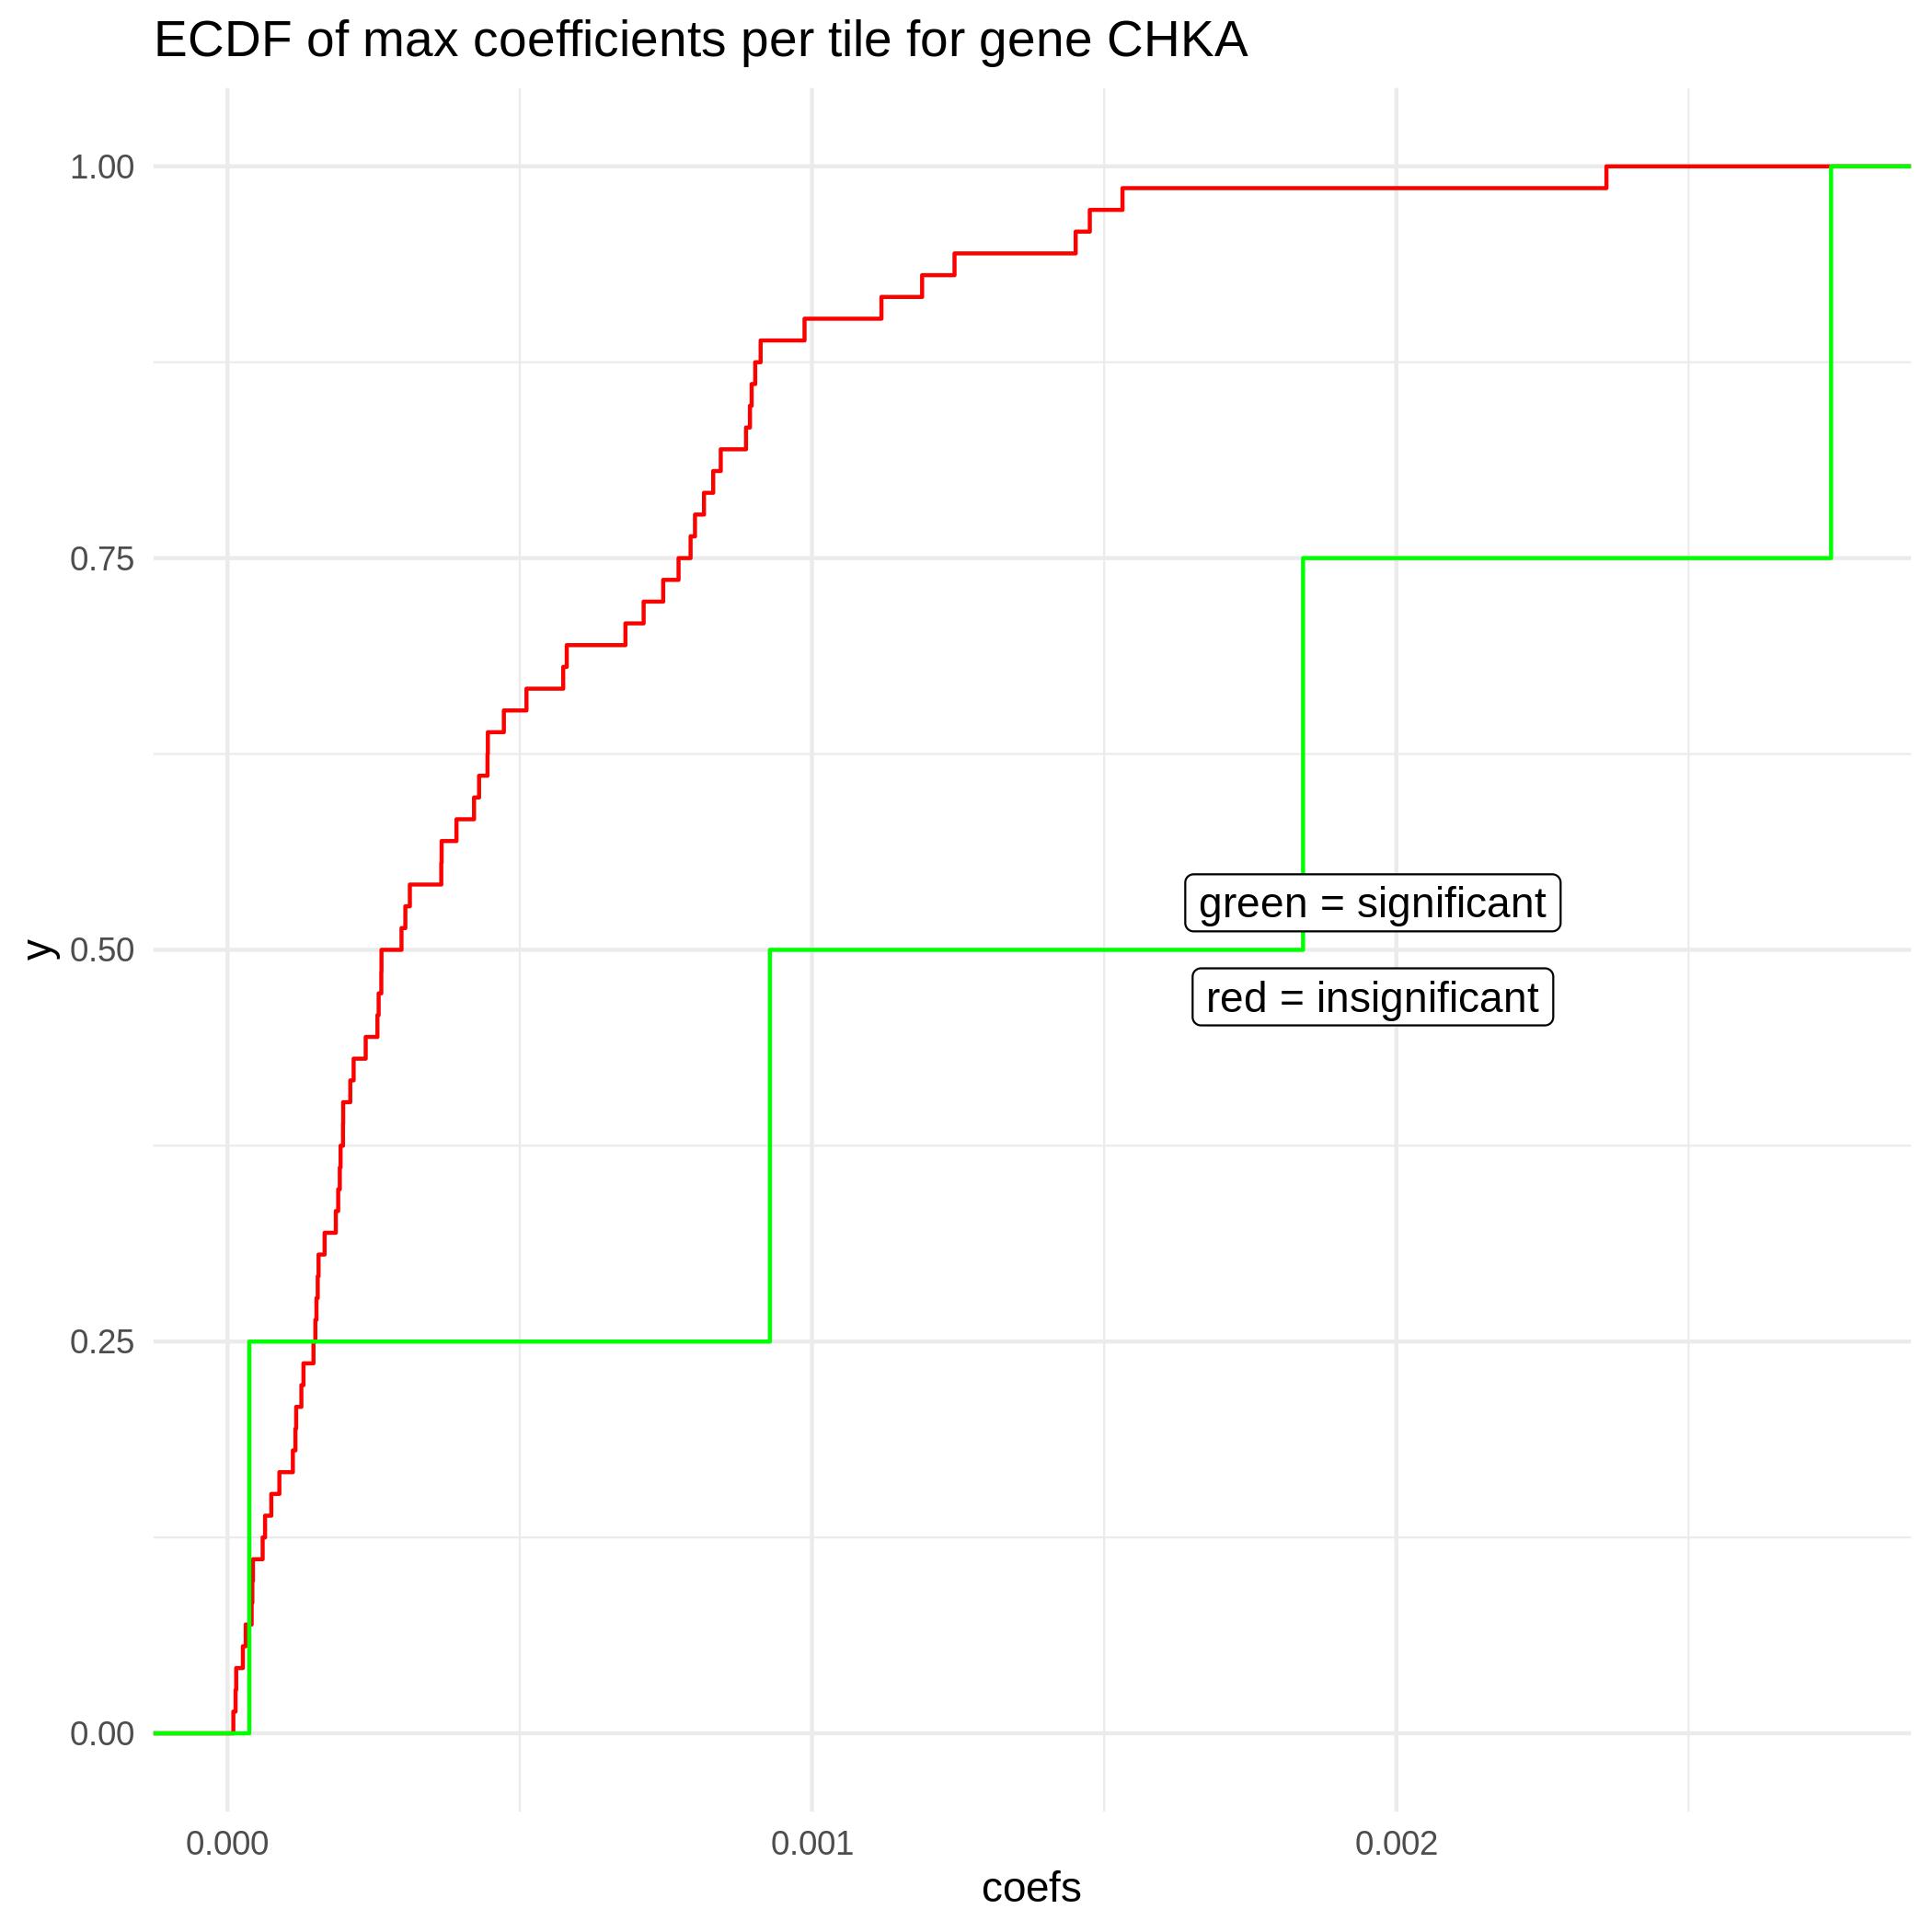 ECDF of max coefficients per tile for gene CHKA
1.00
0.75
0.50
0.25
0.00
y
green = significant
red = insignificant
0.000 0.001 0.002
coefs